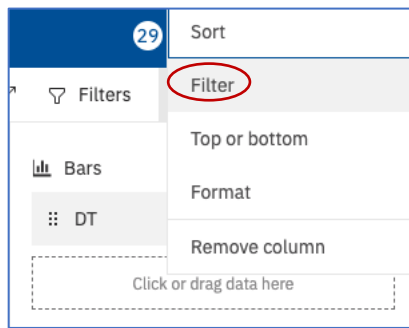 29
Sort
Filters
Filter
Top or bottom
Bars
Format
DT
Remove column
Click or drag data here